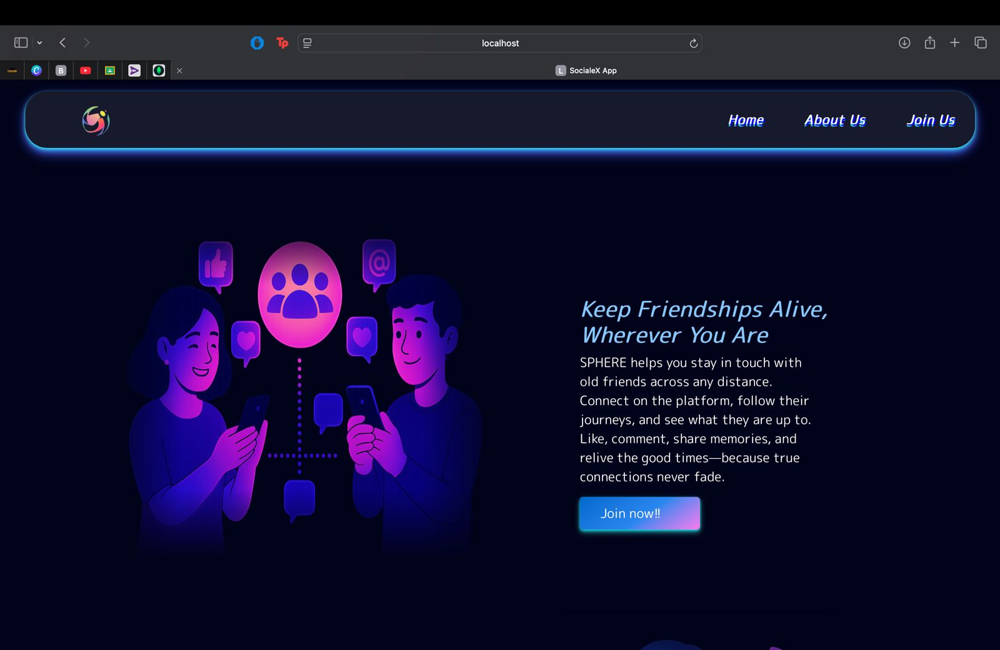 Tp
localhost
COLLEGE
C
B
L SocialeX App
Home
About Us
Join Us
@
Keep Friendships Alive,
Wherever You Are
SPHERE helps you stay in touch with
old friends across any distance.
Connect on the platform, follow their
journeys, and see what they are up to.
Like, comment, share memories, and
relive the good times—because true
connections never fade.
Join now!!